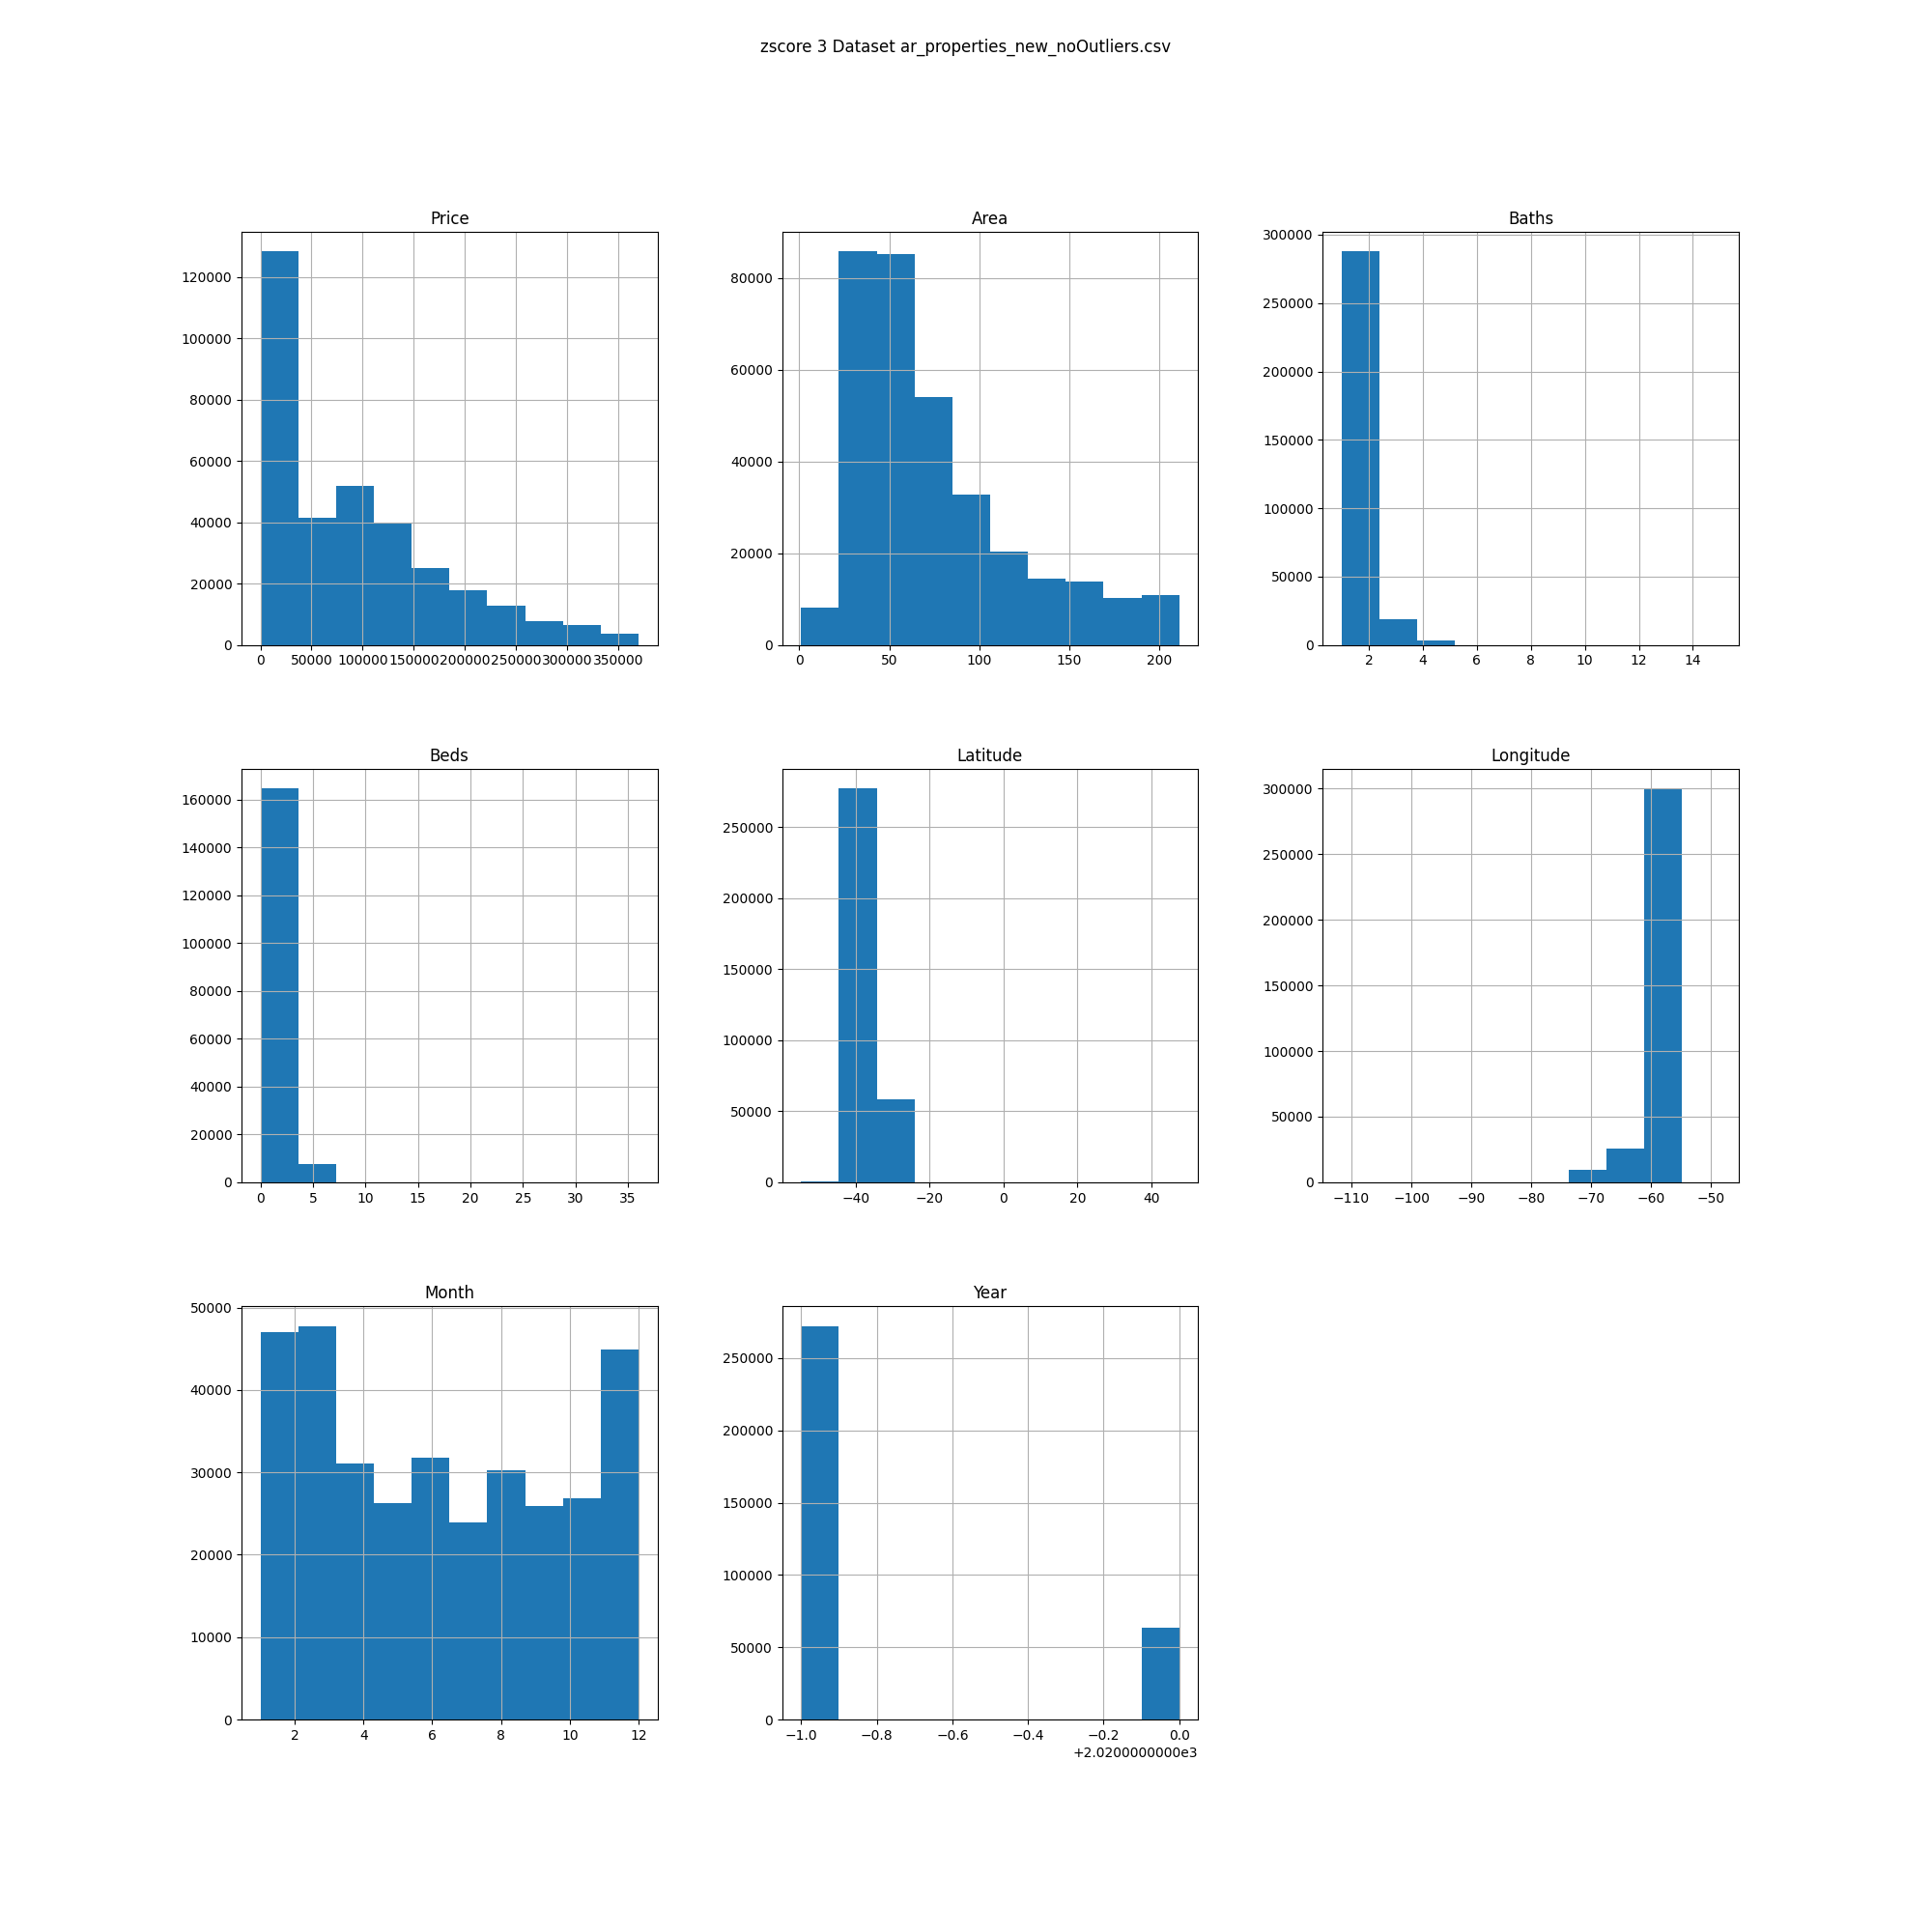 zscore 3 Dataset ar_properties_new_noOutliers.csv
Price
120000
100000
80000
60000
40000
20000
0
0 50000 100000 150000 200000 250000 300000 350000
Area
80000
60000
40000
20000
0
0 50 100 150 200
Baths
300000
250000
200000
150000
100000
50000
0
2 4 6 8 10 12 14
Beds
160000
140000
120000
100000
80000
60000
40000
20000
0
0 5 10 15 20 25 30 35
Latitude
250000
200000
150000
100000
50000
0
−40 −20 0 20 40
Longitude
300000
250000
200000
150000
100000
50000
0
−110 −100 −90 −80 −70 −60 −50
Month
50000
40000
30000
20000
10000
0
2 4 6 8 10 12
Year
250000
200000
150000
100000
50000
0
−1.0 −0.8 −0.6 −0.4 −0.2 0.0
+2.0200000000e3